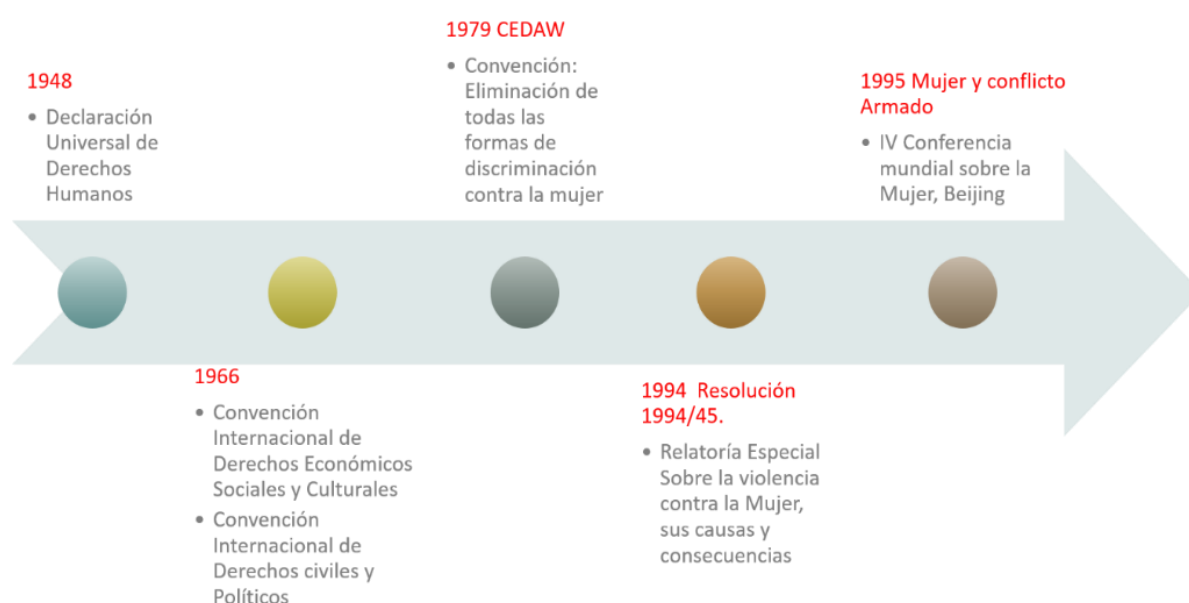 1948
• Declaración
Universal de
Derechos
Humanos
1966
• Convención
Internacional de
Derechos Económicos
Sociales y Culturales
• Convención
Internacional de
Derechos civiles y
Políticos
1979 CEDAW
• Convención:
Eliminación de
todas las
formas de
discriminación
contra la mujer
1994 Resolución
1994/45.
• Relatoría Especial
Sobre la violencia
contra la Mujer,
sus causas y
consecuencias
1995 Mujer y conflicto
Armado
• IV Conferencia
mundial sobre la
Mujer, Beijing